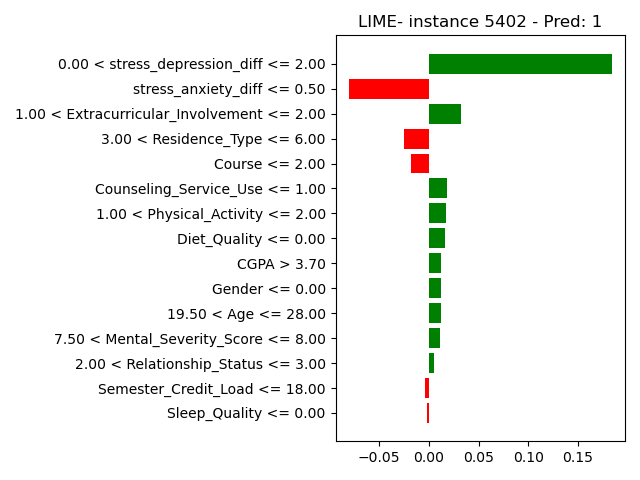 LIME- instance 5402 - Pred: 1
0.00 < stress_depression_diff <= 2.00
stress_anxiety_diff <= 0.50
1.00 < Extracurricular_Involvement <= 2.00
3.00 < Residence_Type <= 6.00
Course <= 2.00
Counseling_Service_Use <= 1.00
1.00 < Physical_Activity <= 2.00
Diet_Quality <= 0.00
CGPA > 3.70
Gender <= 0.00
19.50 < Age <= 28.00
7.50 < Mental_Severity_Score <= 8.00
2.00 < Relationship_Status <= 3.00
Semester_Credit_Load <= 18.00
Sleep_Quality <= 0.00
−0.05 0.00 0.05 0.10 0.15